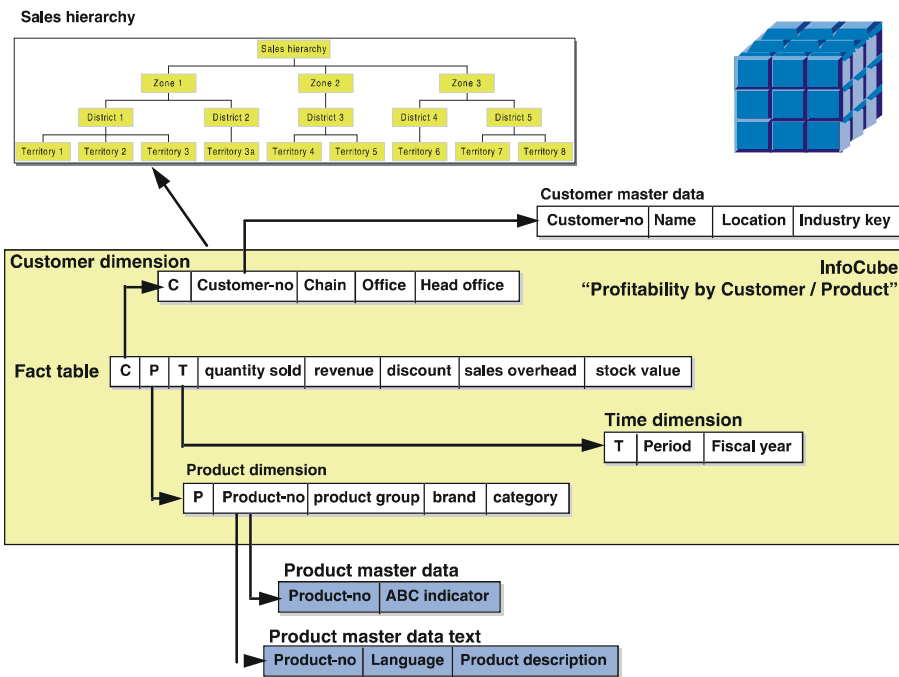 Sales hierarchy
Sales hierarchy
Zone 1 Zone 2 Zone 3
District 1 District 2 District 3 District 4 District 5
Territory 1 Territory 2 Territory 3 Territory 3a Territory 4 Territory 5 Territory 6 Territory 7 Territory 8
Customer master data
Customer-no Name Location Industry key
Customer dimension
InfoCube
“Profitability by Customer / Product”
C Customer-no Chain Office Head office
Fact table
C P T quantity sold revenue discount sales overhead stock value
Time dimension
T Period Fiscal year
Product dimension
P Product-no product group brand category
Product master data
Product-no ABC indicator
Product master data text
Product-no Language Product description